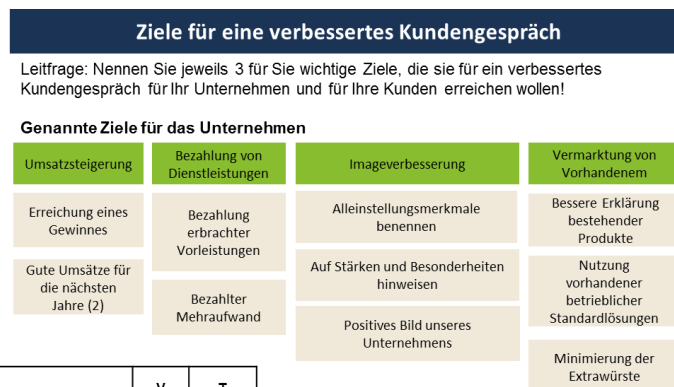 Ziele für eine verbessertes Kundengespräch
Leitfrage: Nennen Sie jeweils 3 für Sie wichtige Ziele, die sie für ein verbessertes
Kundengespräch für Ihr Unternehmen und für Ihre Kunden erreichen wollen!
Genannte Ziele für das Unternehmen
Umsatzsteigerung
Erreichung eines
Gewinnes
Gute Umsätze für
die nächsten
Jahre (2)
Bezahlung von
Dienstleistungen
Bezahlung
erbrachter
Vorleistungen
Bezahlter
Mehraufwand
Imageverbesserung
Alleinstellungsmerkmale
benennen
Auf Stärken und Besonderheiten
hinweisen
Positives Bild unseres
Unternehmens
Vermarktung von
Vorhandenem
Bessere Erklärung
bestehender
Produkte
Nutzung
vorhandener
betrieblicher
Standardlösungen
Minimierung der
Extrawürste